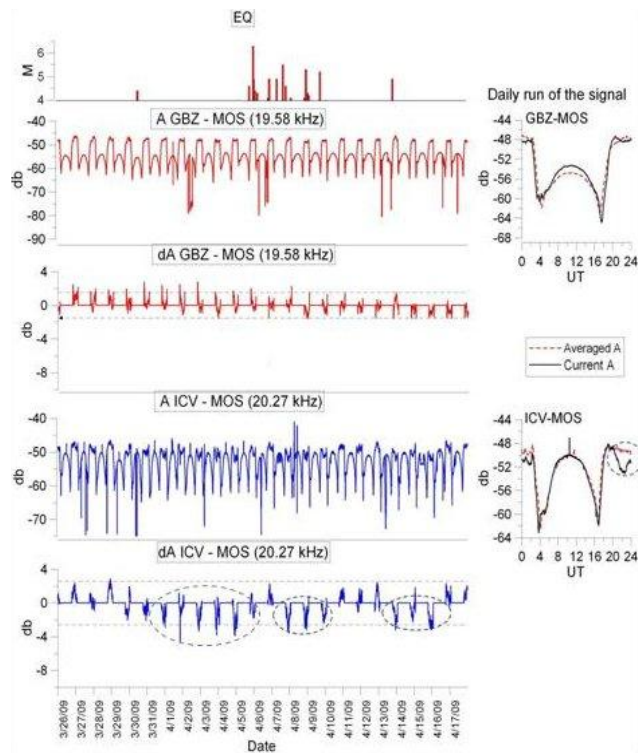 EQ
M
6
5
4
A GBZ - MOS (19.58 kHz)
db
-40
-50
-60
-70
-80
-90
dA GBZ - MOS (19.58 kHz)
db
4
0
-4
-8
A ICV - MOS (20.27 kHz)
db
-40
-50
-60
-70
dA ICV - MOS (20.27 kHz)
db
4
0
-4
-8
3/26/09
3/27/09
3/28/09
3/29/09
3/30/09
3/31/09
4/1/09
4/2/09
4/3/09
4/4/09
4/5/09
4/6/09
4/7/09
4/8/09
4/9/09
4/10/09
4/11/09
4/12/09
4/13/09
4/14/09
4/15/09
4/16/09
4/17/09
Date
Daily run of the signal
GBZ-MOS
db
-44
-48
-52
-56
-60
-64
-68
0 4 8 12 16 20 24
UT
Averaged A
Current A
ICV-MOS
db
-44
-48
-52
-56
-60
-64
0 4 8 12 16 20 24
UT